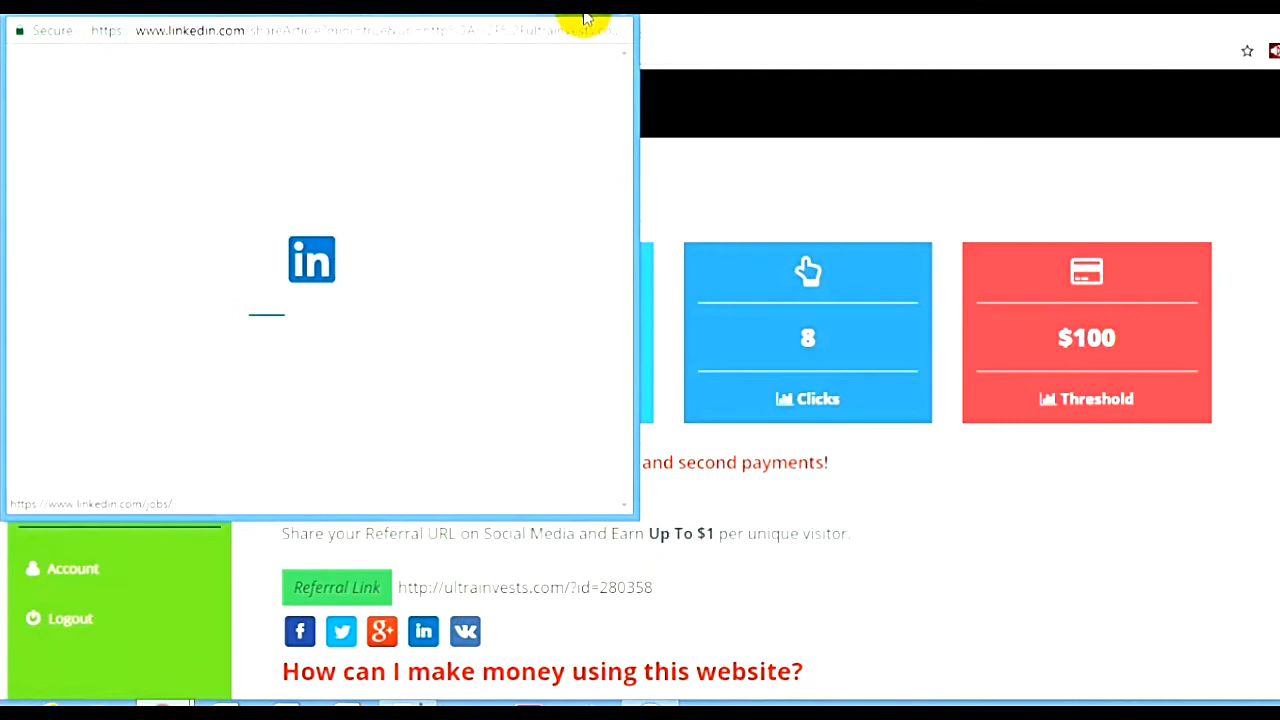 Secure https www.linkedin.com
in
8
$100
Clicks
Threshold
and second payments!
https://www.linkedin.com/jobs/
Share your Referral URL on Social Media and Earn Up To $1 per unique visitor.
Account
Referral Link http://ultrainvests.com/?id=280358
Logout
f g+ in
How can I make money using this website?